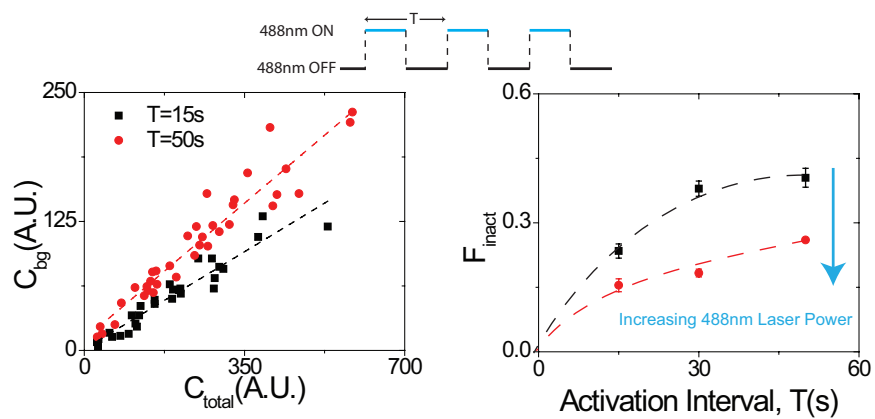 T
488nm ON
488nm OFF
250
125
0
C_bg(A.U.)
T=15s
T=50s
0
350
700
C_total(A.U.)
0.6
0.3
0.0
F_inact
Increasing 488nm Laser Power
0
30
60
Activation Interval, T(s)